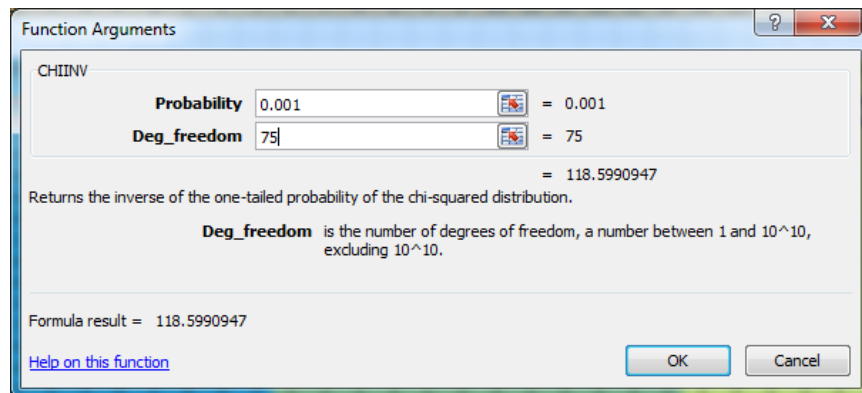 Function Arguments
CHIINV
Probability 0.001 = 0.001
Deg_freedom 75 = 75
= 118.5990947
Returns the inverse of the one-tailed probability of the chi-squared distribution.
Deg_freedom is the number of degrees of freedom, a number between 1 and 10^10,
excluding 10^10.
Formula result = 118.5990947
Help on this function
OK Cancel